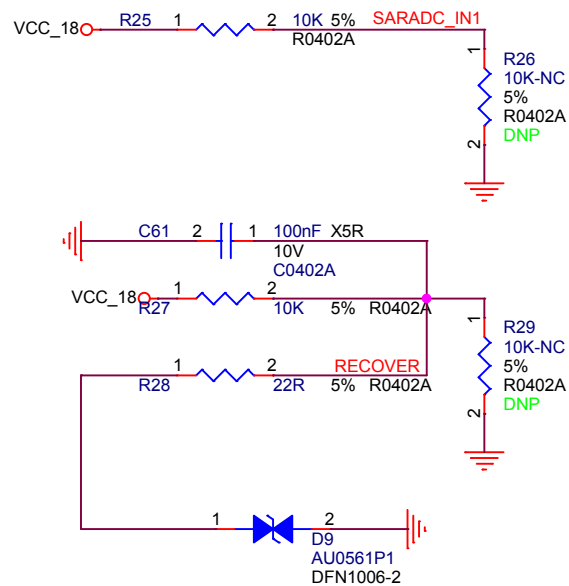 VCC_18 R25 1 2 10K 5% SARADC_IN1
R0402A
1
R26
10K-NC
5%
R0402A
DNP
2
C61 2 1 100nF X5R
10V
C0402A
VCC_18 1 2
R27 10K 5% R0402A
1
R29
10K-NC
5%
R0402A
DNP
2
1 2 RECOVER
R28 22R 5% R0402A
1 2
D9
AU0561P1
DFN1006-2